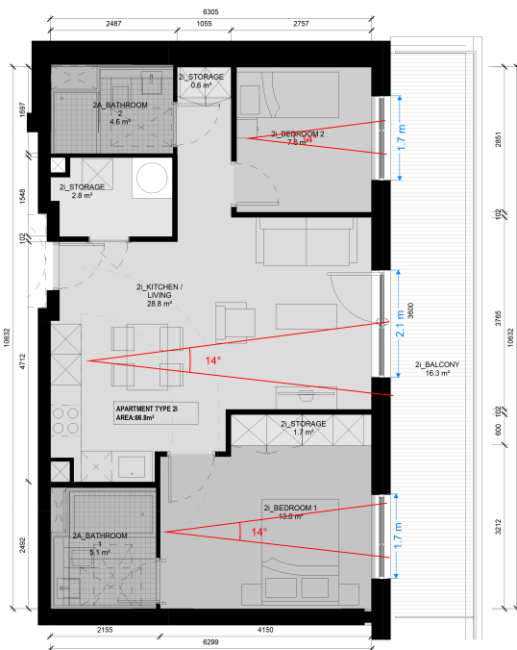 6305
2487 1055 2757
2i_STORAGE
0.6 m²
2A_BATHROOM
2
4.6 m²
2i_BEDROOM 2
14°
1.7 m
1697
2851
2i_STORAGE
2.8 m²
1548
102
102
2i_KITCHEN /
LIVING
28.8 m²
10632
4712
14°
2.1 m
3600
3765
10632
2i_BALCONY
16.3 m²
APARTMENT TYPE 2i
AREA:66.8m²
102
600
2i_STORAGE
1.7 m²
2i_BEDROOM 1
13.0 m²
14°
1.7 m
3212
2492
2A_BATHROOM
1
5.1 m²
2155 4150
6299